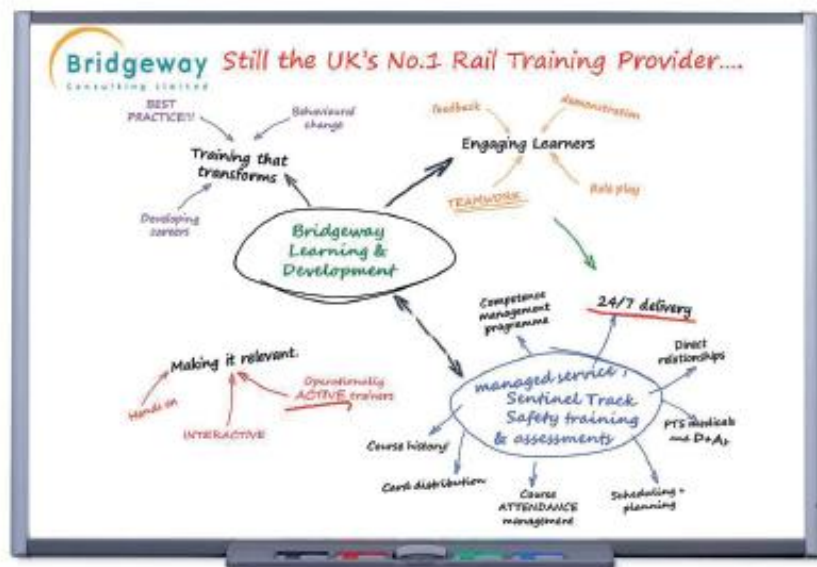 Bridgeway
Consulting Limited
Still the UK's No.1 Rail Training Provider....
BEST
PRACTICE!!!
Behavioural
change
Training that
transforms
Developing
careers
feedback
demonstration
Engaging Learners
TEAMWORK
Role play
Bridgeway
Learning &
Development
Competence
management
programme
24/7 delivery
Direct
relationships
managed service,
Sentinel Track
Safety training
& assessments
PTS medicals
and D+A
Scheduling +
planning
Course
ATTENDANCE
management
Card distribution
Course history
Making it relevant.
Hands on
INTERACTIVE
Operationally
ACTIVE trainers